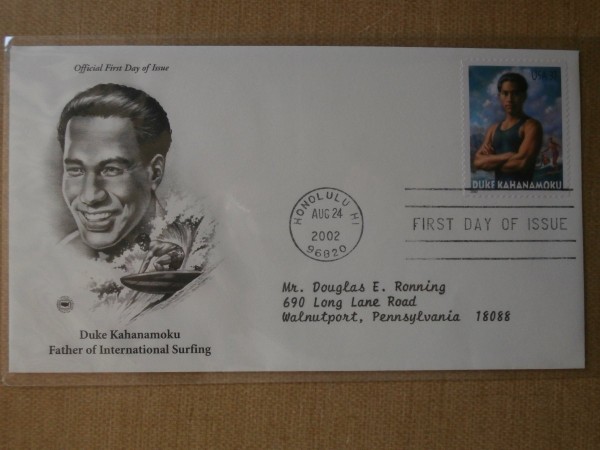 Official First Day of Issue
DUKE KAHANAMOKU
HONOLULU HI
AUG 24
2002
96820
FIRST DAY OF ISSUE
Mr. Douglas E. Ronning
690 Long Lane Road
Walnutport, Pennsylvania 18088
Duke Kahanamoku
Father of International Surfing